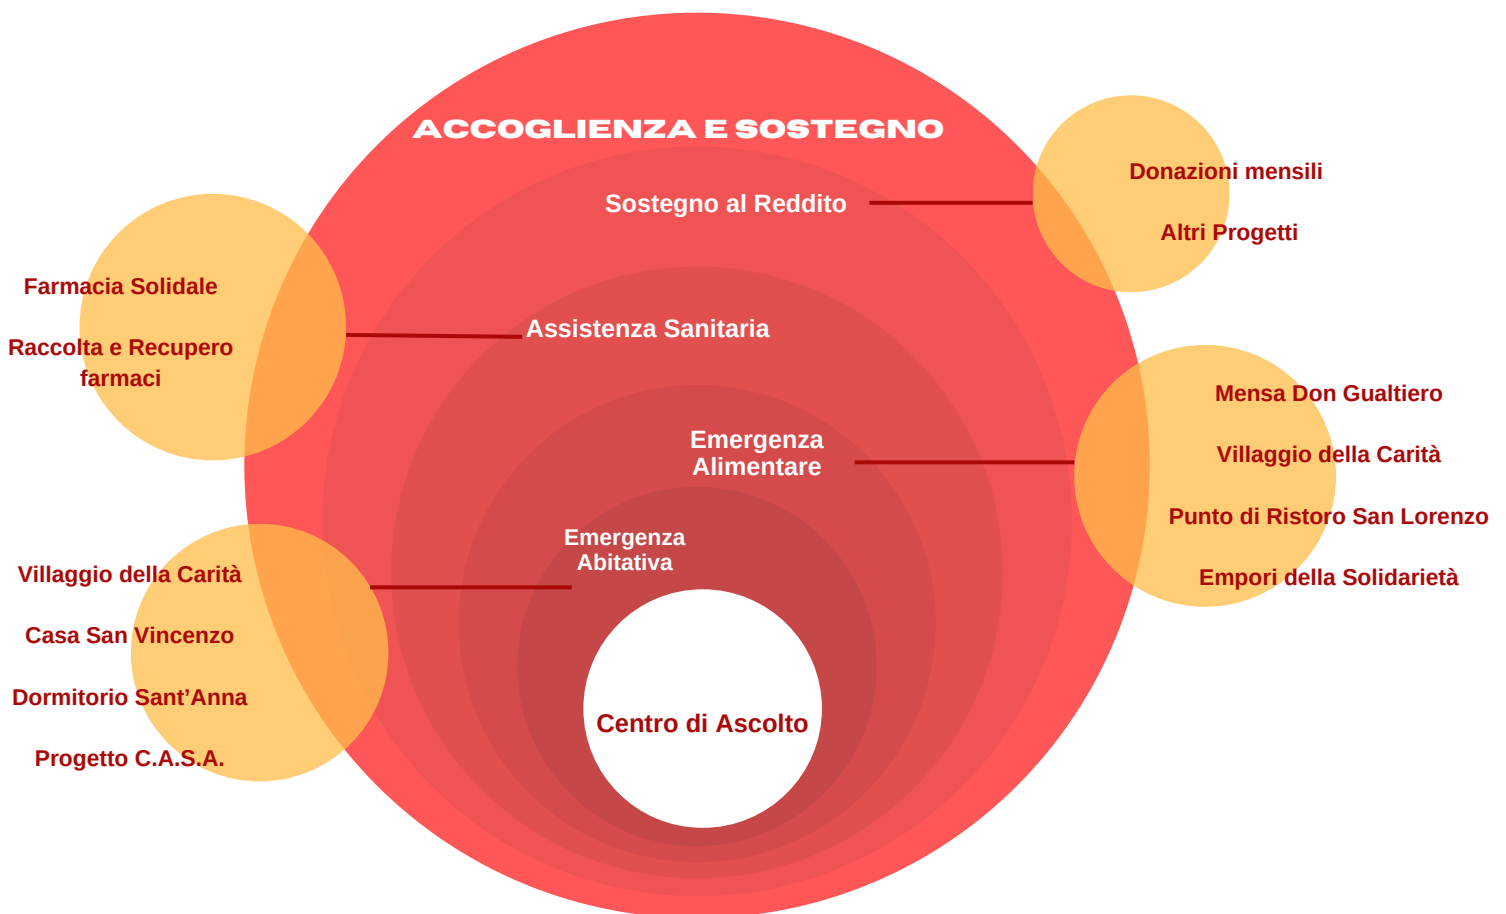 ACCOGLIENZA E SOSTEGNO
Sostegno al Reddito
Donazioni mensili
Altri Progetti
Farmacia Solidale
Raccolta e Recupero
farmaci
Assistenza Sanitaria
Emergenza
Alimentare
Mensa Don Gualtiero
Villaggio della Carità
Punto di Ristoro San Lorenzo
Empori della Solidarietà
Emergenza
Abitativa
Villaggio della Carità
Casa San Vincenzo
Dormitorio Sant’Anna
Progetto C.A.S.A.
Centro di Ascolto